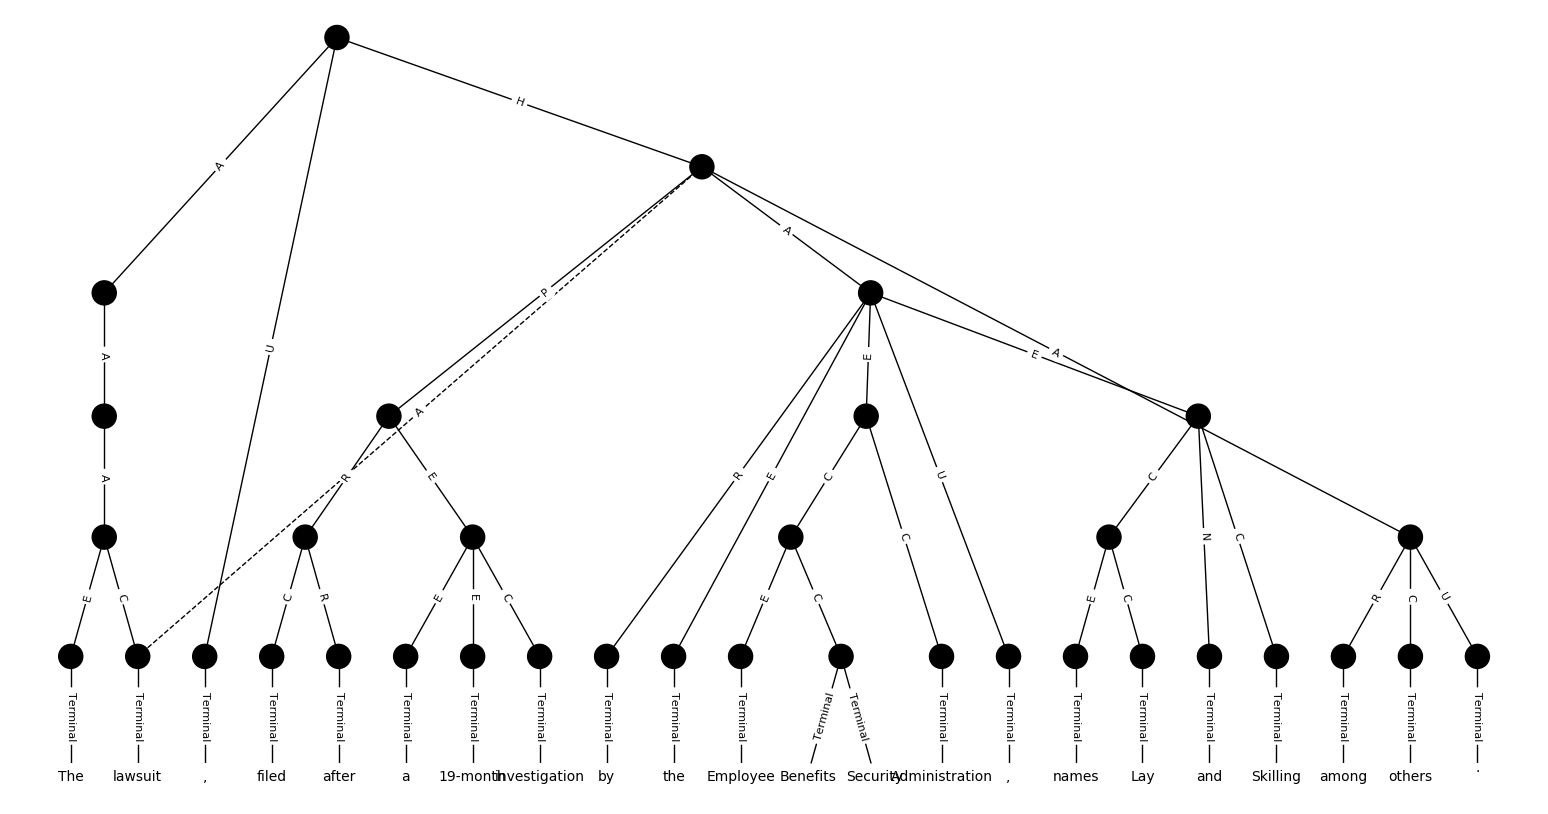 H
A
A
U
P
A
E
A
A
E
A
A
R
E
R
E
C
C
E
U
C
N
C
E
C
C
R
E
E
C
E
C
E
C
R
C
U
Terminal Terminal Terminal Terminal Terminal Terminal Terminal Terminal Terminal Terminal Terminal Terminal Terminal Terminal Terminal Terminal Terminal Terminal Terminal Terminal Terminal Terminal
The lawsuit , filed after a 19-month investigation by the Employee Benefits Security Administration , names Lay and Skilling among others .